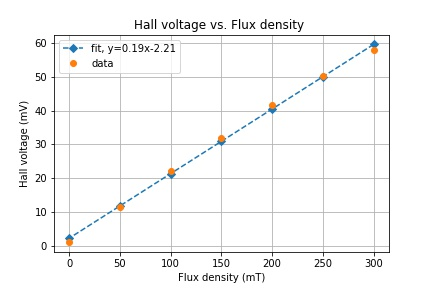 Hall voltage vs. Flux density
fit, y=0.19x-2.21
data
Hall voltage (mV)
60
50
40
30
20
10
0
0 50 100 150 200 250 300
Flux density (mT)